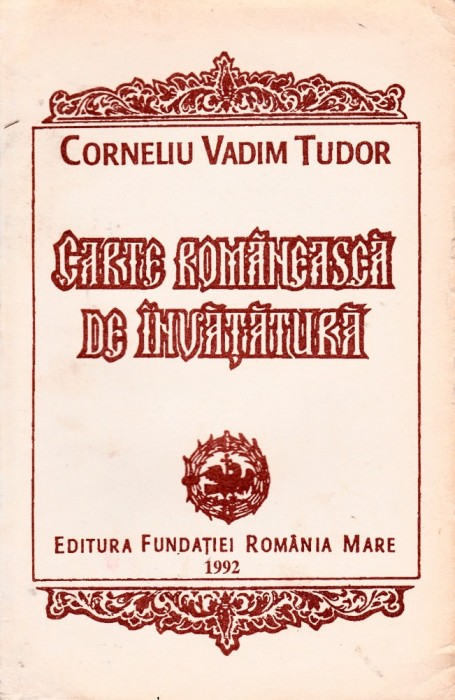 CORNELIU VADIM TUDOR
CARTE ROMÂNEASCĂ
DE ÎNVĂȚĂTURĂ
EDITURA FUNDAȚIEI ROMÂNIA MARE
1992